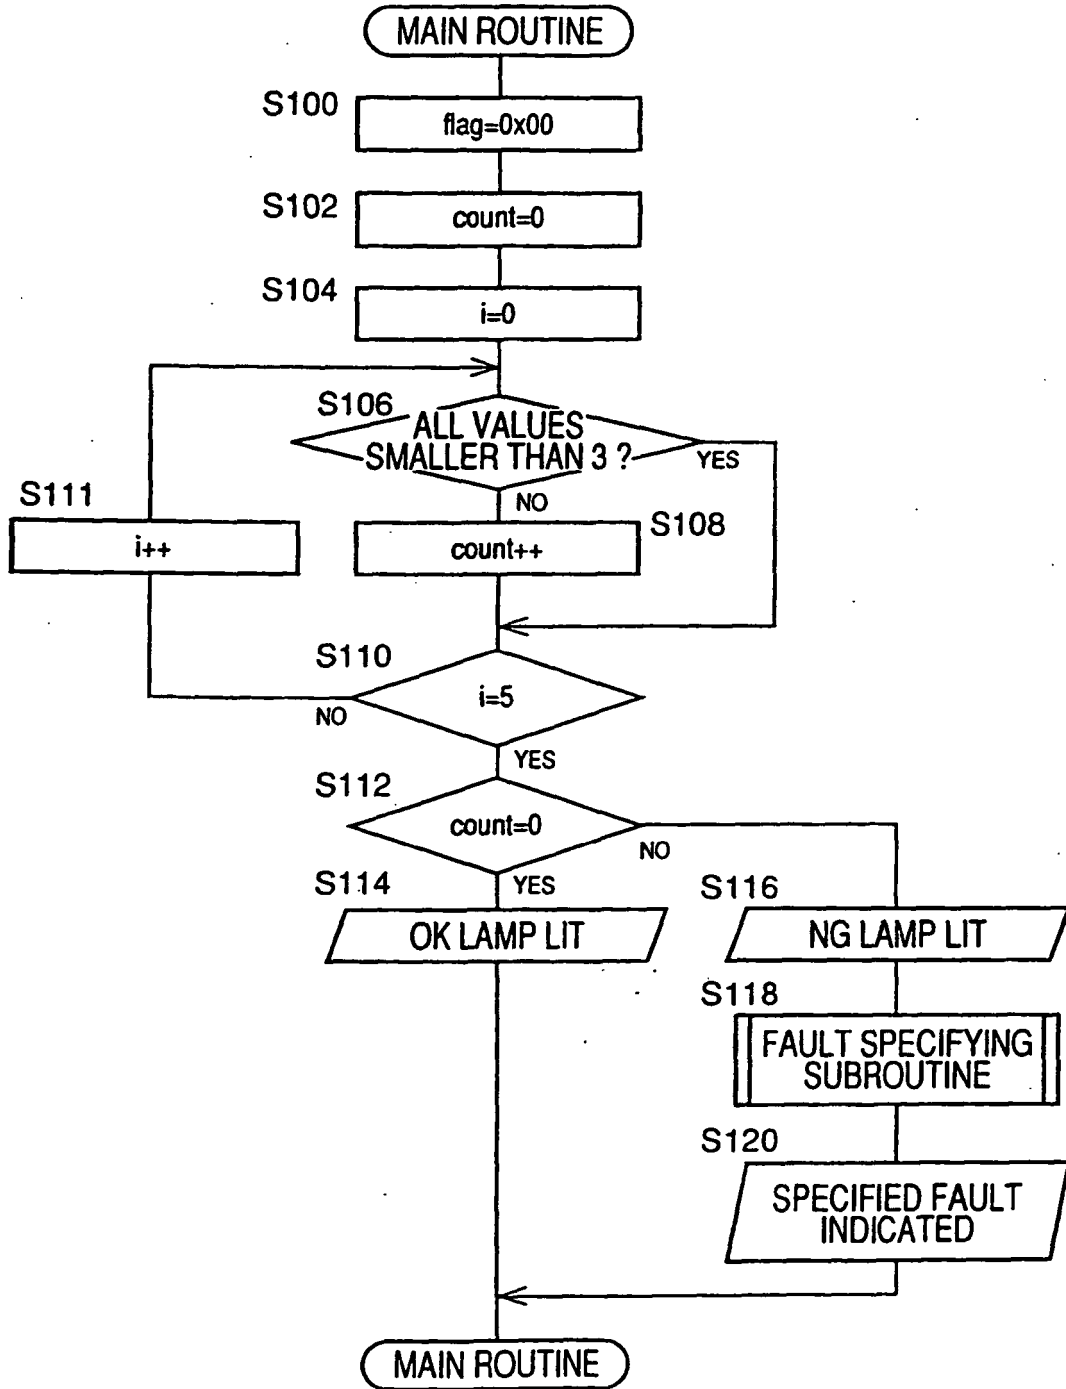 MAIN ROUTINE
S100
flag=0x00
S102
count=0
S104
i=0
S106
ALL VALUES
SMALLER THAN 3 ?
YES
NO
S111
i++
S108
count++
S110
i=5
NO
YES
S112
count=0
NO
YES
S114
OK LAMP LIT
S116
NG LAMP LIT
S118
FAULT SPECIFYING
SUBROUTINE
S120
SPECIFIED FAULT
INDICATED
MAIN ROUTINE